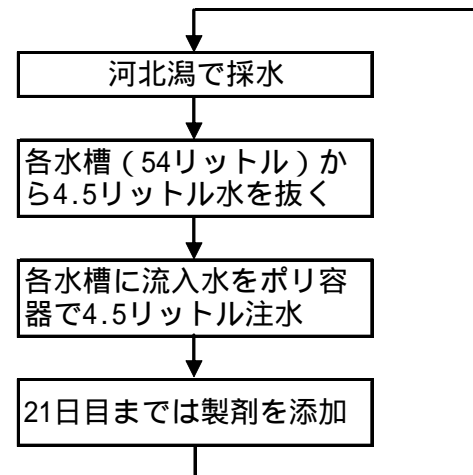 河北潟で採水
各水槽（54リットル）か
ら4.5リットル水を抜く
各水槽に流入水をポリ容
器で4.5リットル注水
21日目までは製剤を添加